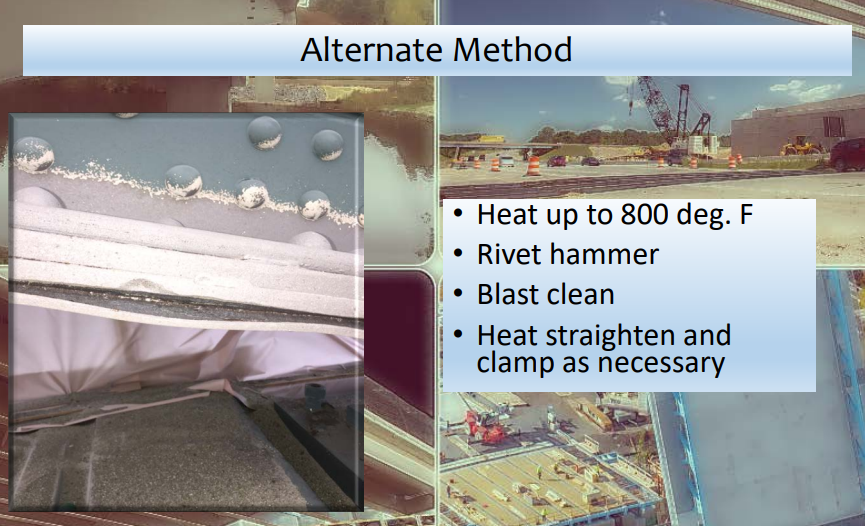 Alternate Method
• Heat up to 800 deg. F
• Rivet hammer
• Blast clean
• Heat straighten and
clamp as necessary